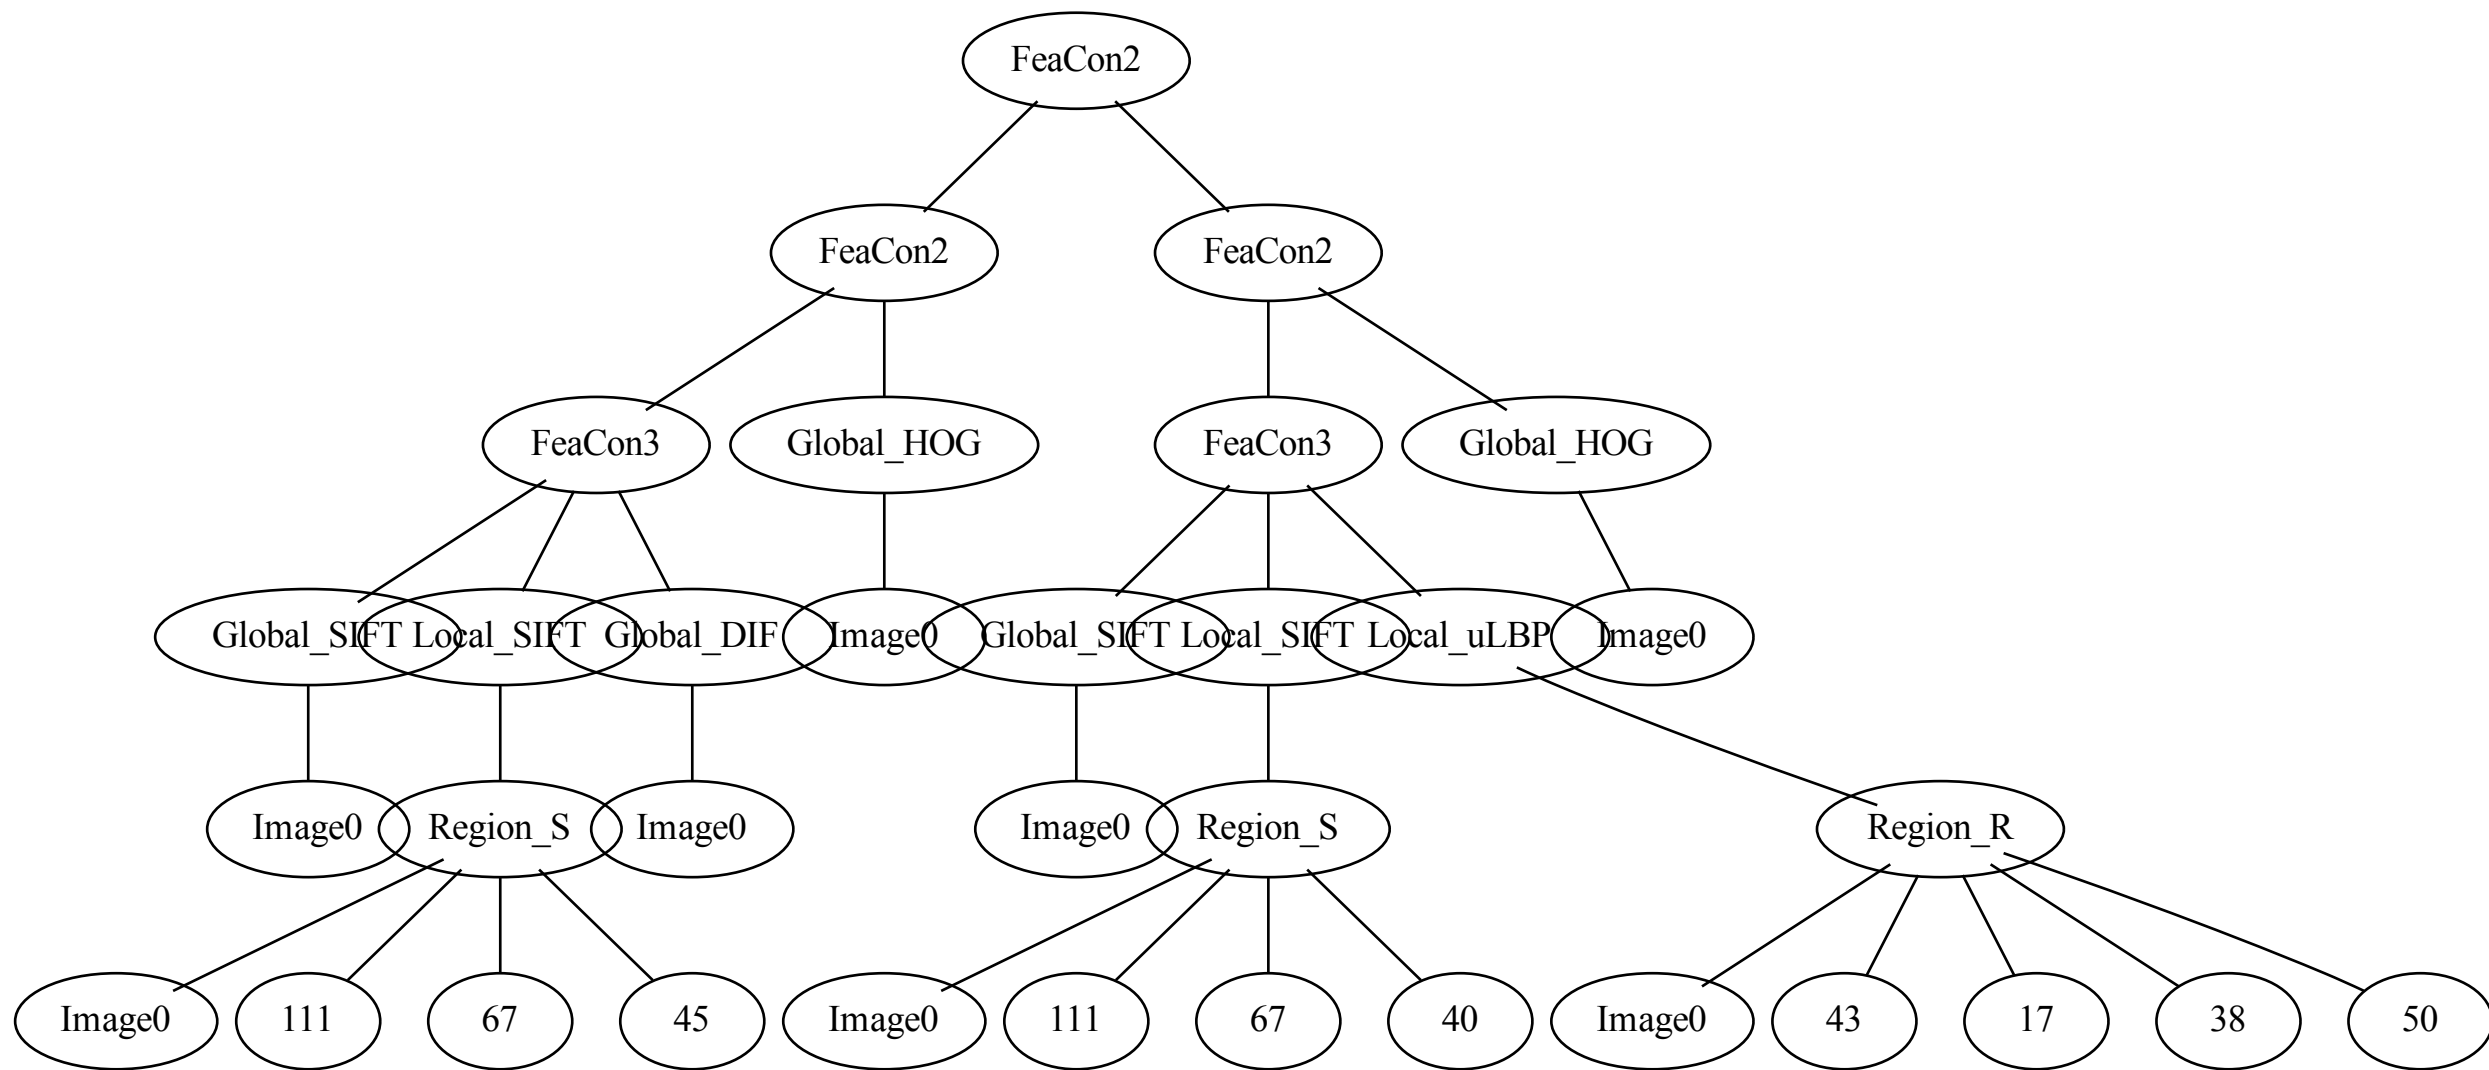 FeaCon2
FeaCon2 FeaCon2
FeaCon3 Global_HOG FeaCon3 Global_HOG
Global_SIFT Local_SIFT Global_DIF Image0 Global_SIFT Local_SIFT Local_uLBP Image0
Image0 Region_S Image0 Image0 Region_S Region_R
Image0 111 67 45 Image0 111 67 40 Image0 43 17 38 50